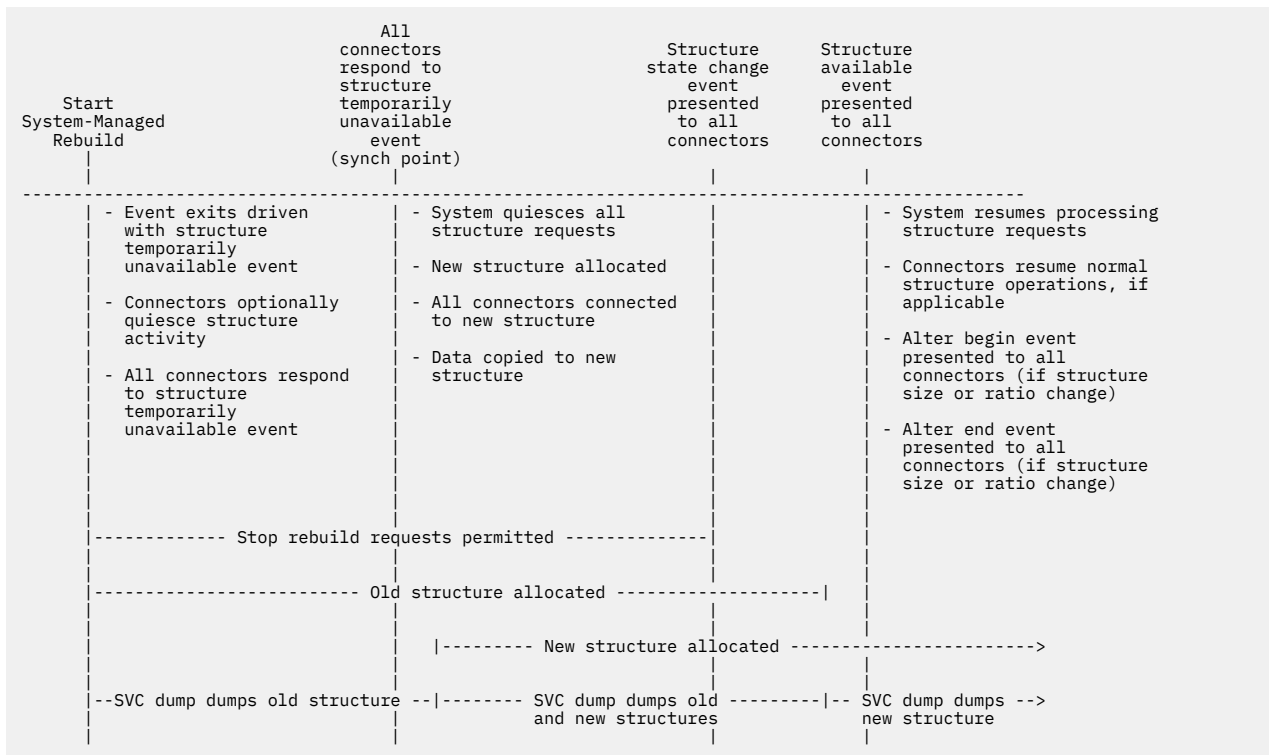 All
                                 connectors                      Structure      Structure
                                 respond to                    state change     available
                                 structure                         event          event
    Start                        temporarily                     presented      presented
System-Managed                   unavailable                      to all         to all
   Rebuild                          event                        connectors     connectors
      |                         (synch point)                        |              |
      |                              |                               |              |
---------------------------------------------------------------------------------------------------
      | - Event exits driven         | - System quiesces all         |              | - System resumes processing
      |   with structure             |   structure requests          |              |   structure requests
      |   temporarily                |                               |              |
      |   unavailable event          | - New structure allocated     |              | - Connectors resume normal
      |                              |                               |              |   structure operations, if
      | - Connectors optionally      | - All connectors connected    |              |   applicable
      |   quiesce structure          |   to new structure            |              |
      |   activity                   |                               |              | - Alter begin event
      |                              | - Data copied to new          |              |   presented to all
      | - All connectors respond     |   structure                   |              |   connectors (if structure
      |   to structure               |                               |              |   size or ratio change)
      |   temporarily                |                               |              |
      |   unavailable event          |                               |              | - Alter end event
      |                              |                               |              |   presented to all
      |                              |                               |              |   connectors (if structure
      |                              |                               |              |   size or ratio change)
      |                              |                               |              |
      |                              |                               |              |
      |------------- Stop rebuild requests permitted --------------|              |
      |                              |                               |              |
      |                              |                               |              |
      |-------------------------- Old structure allocated --------------------|   |
      |                              |                               |              |
      |                              |                               |              |
      |                              |   |--------- New structure allocated ------------------------>
      |                              |                               |              |
      |                              |                               |              |
      |--SVC dump dumps old structure --|-------- SVC dump dumps old ---------|-- SVC dump dumps -->
      |                              |            and new structures |              | new structure
      |                              |                               |              |